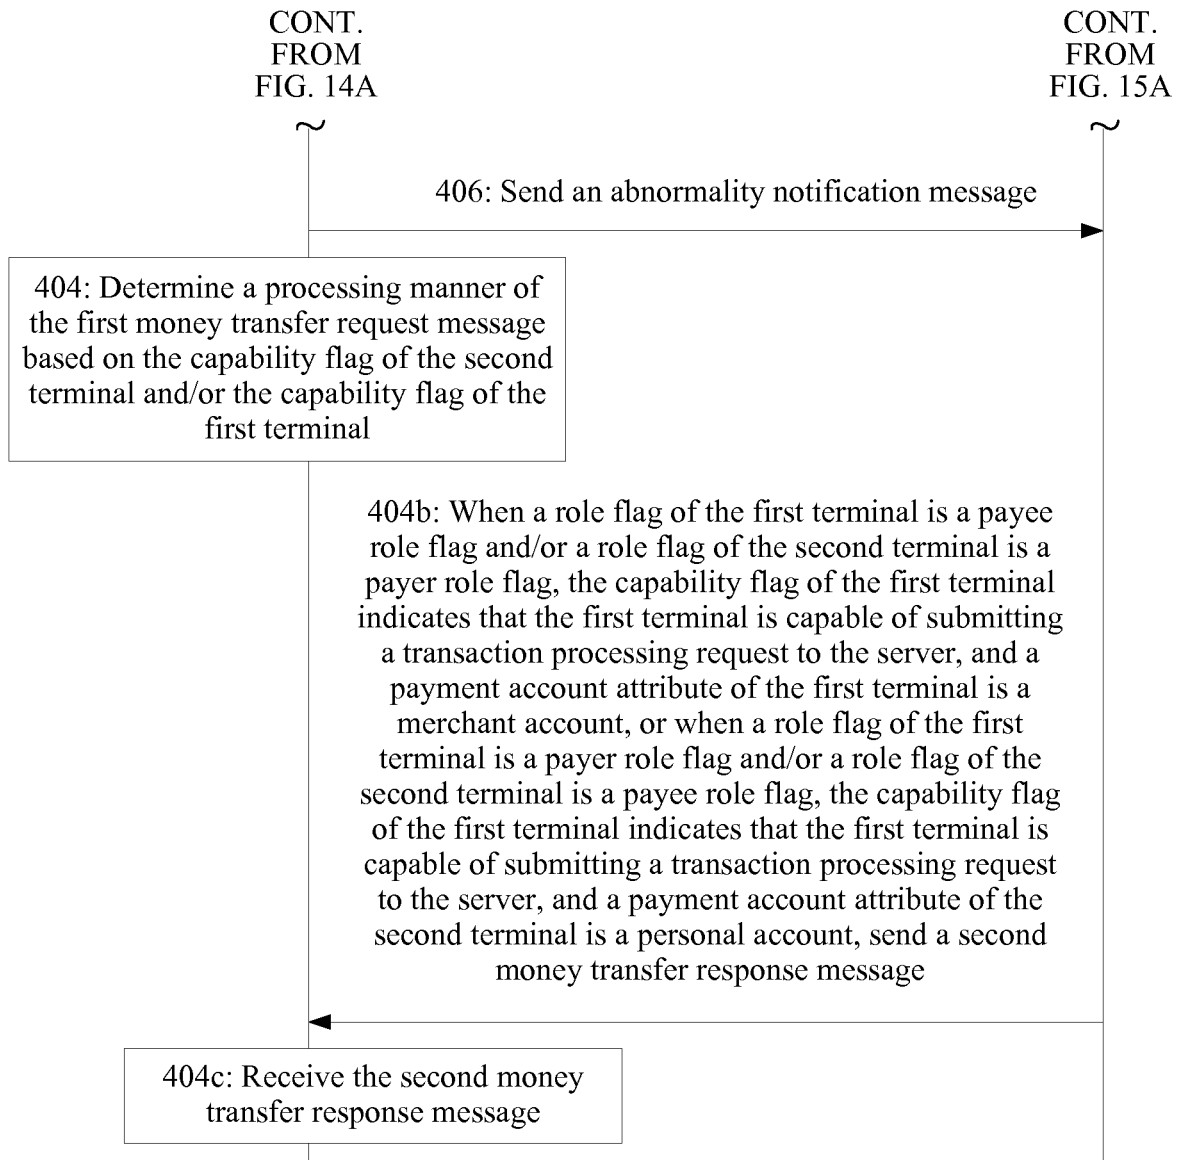 CONT.
FROM
FIG. 14A
CONT.
FROM
FIG. 15A
406: Send an abnormality notification message
404: Determine a processing manner of
the first money transfer request message
based on the capability flag of the second
terminal and/or the capability flag of the
first terminal
404b: When a role flag of the first terminal is a payee
role flag and/or a role flag of the second terminal is a
payer role flag, the capability flag of the first terminal
indicates that the first terminal is capable of submitting
a transaction processing request to the server, and a
payment account attribute of the first terminal is a
merchant account, or when a role flag of the first
terminal is a payer role flag and/or a role flag of the
second terminal is a payee role flag, the capability flag
of the first terminal indicates that the first terminal is
capable of submitting a transaction processing request
to the server, and a payment account attribute of the
second terminal is a personal account, send a second
money transfer response message
404c: Receive the second money
transfer response message